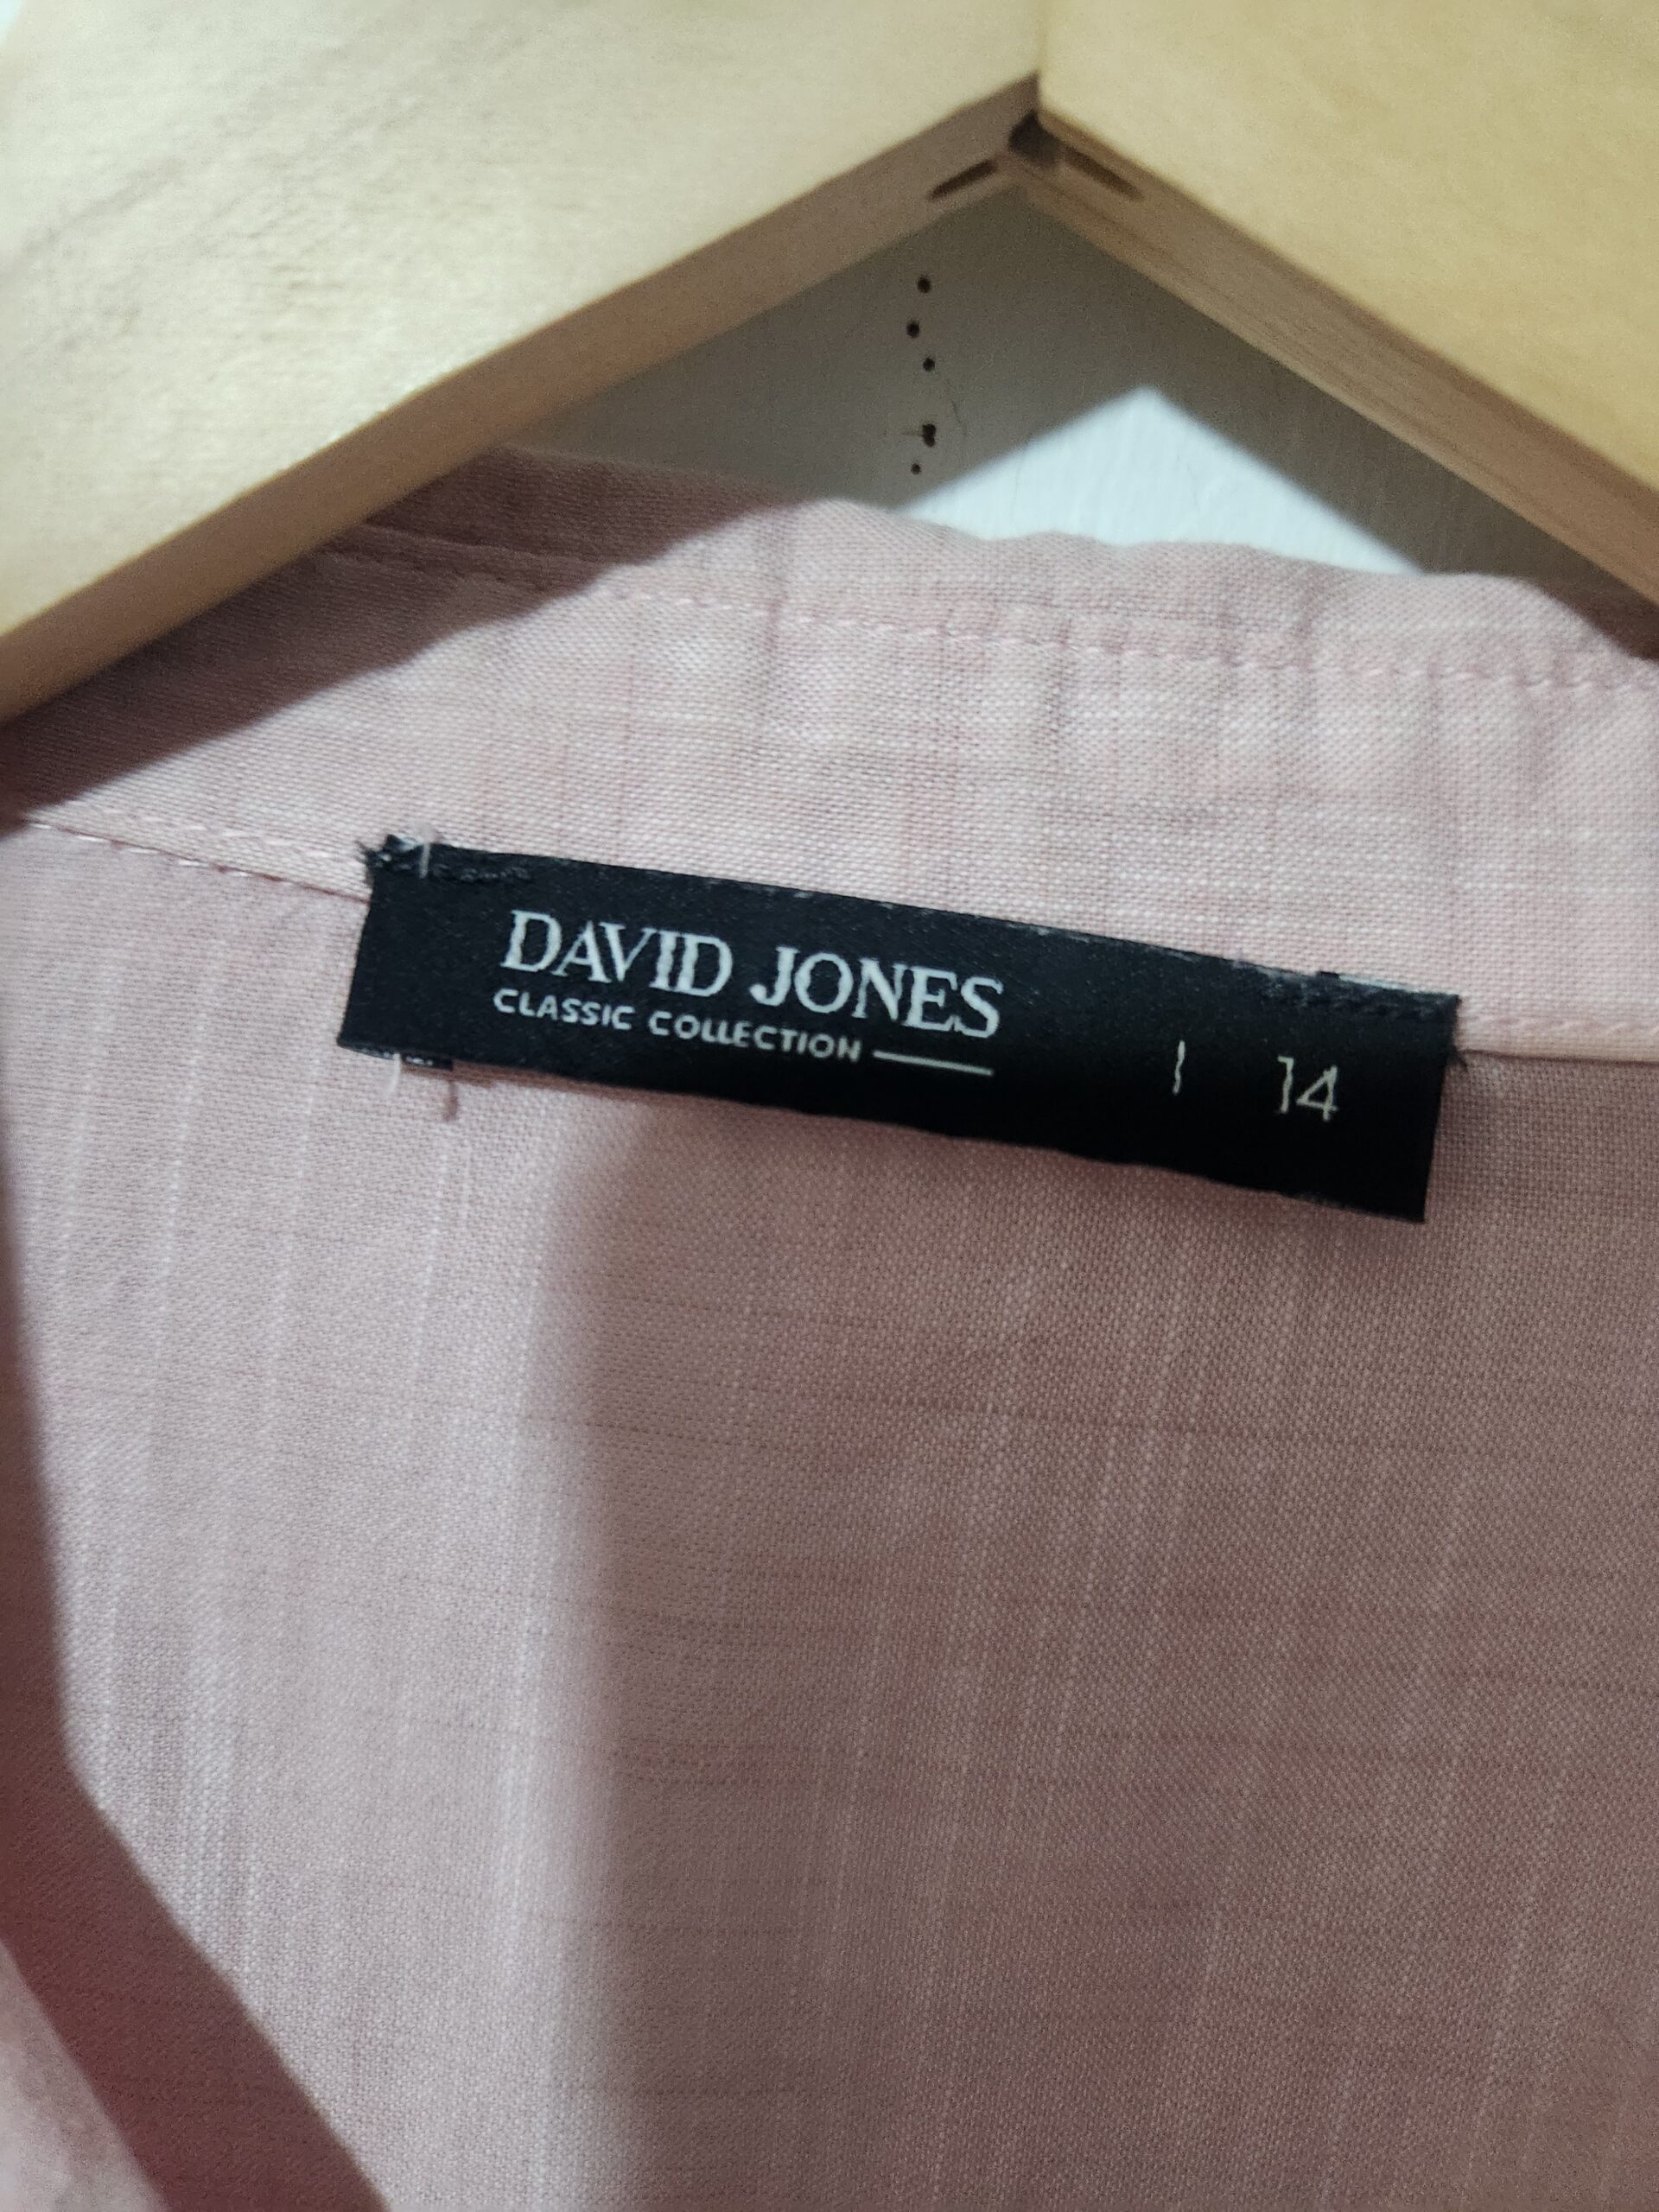 DAVID JONES
CLASSIC COLLECTION
| 14